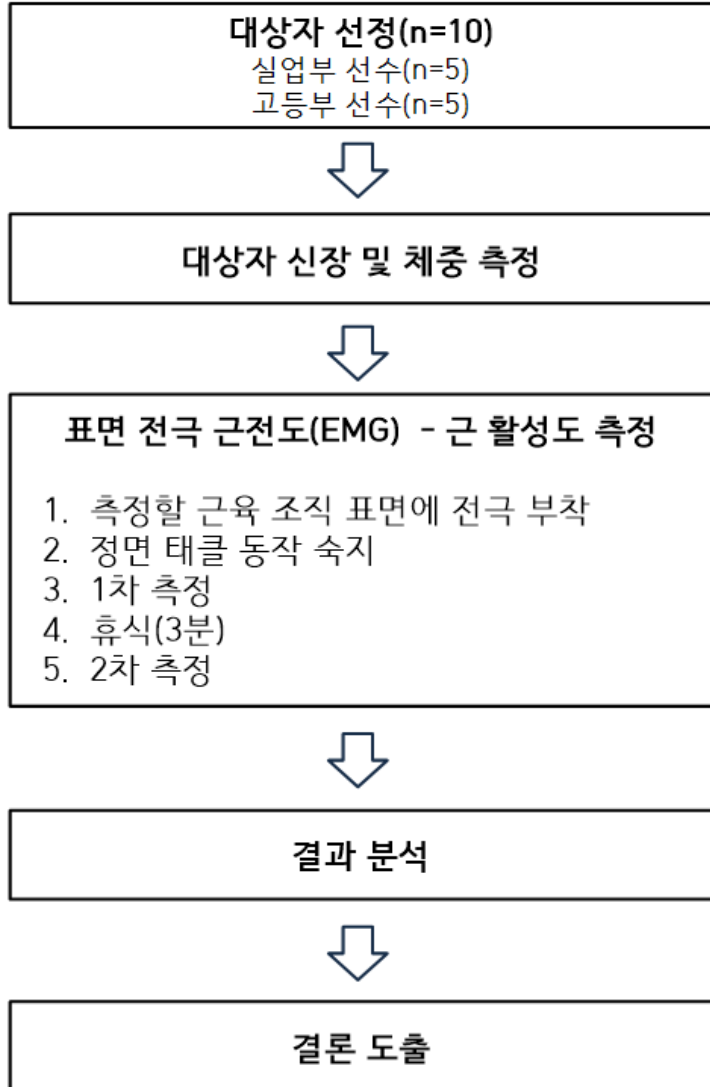 대상자 선정(n=10)
실업부 선수(n=5)
고등부 선수(n=5)
대상자 신장 및 체중 측정
표면 전극 근전도(EMG) - 근 활성도 측정
1. 측정할 근육 조직 표면에 전극 부착
2. 정면 태클 동작 숙지
3. 1차 측정
4. 휴식(3분)
5. 2차 측정
결과 분석
결론 도출